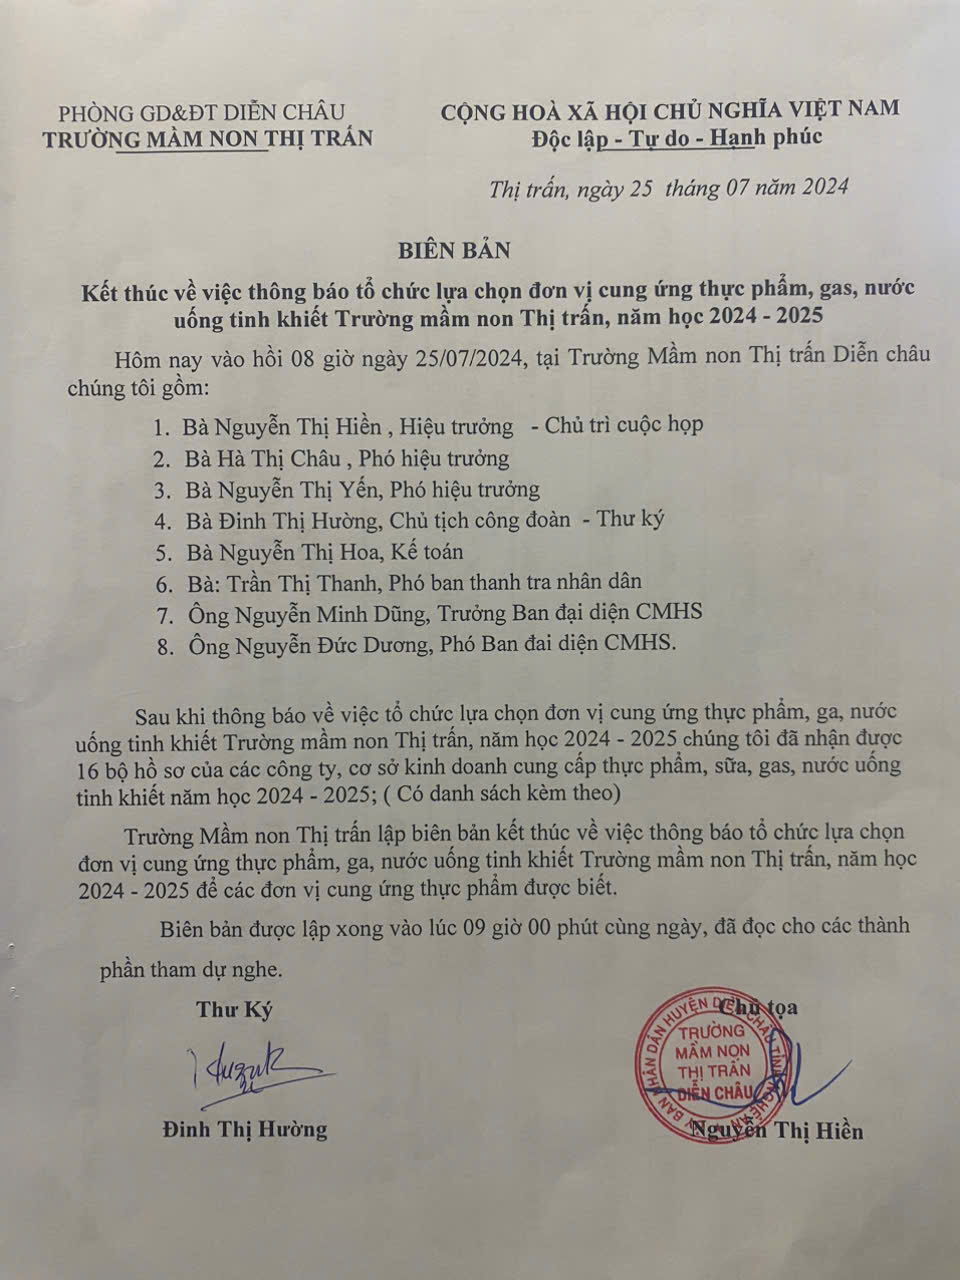 PHÒNG GD&ĐT DIỄN CHÂU
TRƯỜNG MẦM NON THỊ TRẤN
CỘNG HOÀ XÃ HỘI CHỦ NGHĨA VIỆT NAM
Độc lập - Tự do - Hạnh phúc
Thị trấn, ngày 25 tháng 07 năm 2024
BIÊN BẢN
Kết thúc về việc thông báo tổ chức lựa chọn đơn vị cung ứng thực phẩm, gas, nước
uống tinh khiết Trường mầm non Thị trấn, năm học 2024 - 2025
Hôm nay vào hồi 08 giờ ngày 25/07/2024, tại Trường Mầm non Thị trấn Diễn châu
chúng tôi gồm:
1. Bà Nguyễn Thị Hiền , Hiệu trưởng - Chủ trì cuộc họp
2. Bà Hà Thị Châu , Phó hiệu trưởng
3. Bà Nguyễn Thị Yến, Phó hiệu trưởng
4. Bà Đinh Thị Hường, Chủ tịch công đoàn - Thư ký
5. Bà Nguyễn Thị Hoa, Kế toán
6. Bà: Trần Thị Thanh, Phó ban thanh tra nhân dân
7. Ông Nguyễn Minh Dũng, Trưởng Ban đại diện CMHS
8. Ông Nguyễn Đức Dương, Phó Ban đai diện CMHS.
Sau khi thông báo về việc tổ chức lựa chọn đơn vị cung ứng thực phẩm, ga, nước
uống tinh khiết Trường mầm non Thị trấn, năm học 2024 - 2025 chúng tôi đã nhận được
16 bộ hồ sơ của các công ty, cơ sở kinh doanh cung cấp thực phẩm, sữa, gas, nước uống
tinh khiết năm học 2024 - 2025; ( Có danh sách kèm theo)
Trường Mầm non Thị trấn lập biên bản kết thúc về việc thông báo tổ chức lựa chọn
đơn vị cung ứng thực phẩm, ga, nước uống tinh khiết Trường mầm non Thị trấn, năm học
2024 - 2025 để các đơn vị cung ứng thực phẩm được biết.
Biên bản được lập xong vào lúc 09 giờ 00 phút cùng ngày, đã đọc cho các thành
phần tham dự nghe.
Thư Ký
Chủ tọa
ỦY BAN NHÂN DÂN HUYỆN DIỄN CHÂU TỈNH NGHỆ AN
TRƯỜNG
MẦM NON
THỊ TRẤN
DIỄN CHÂU
Đinh Thị Hường
Nguyễn Thị Hiền